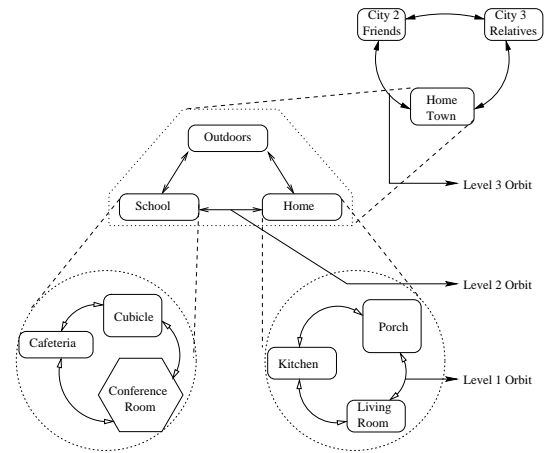 City 2
Friends
City 3
Relatives
Home
Town
Outdoors
School
Home
Level 3 Orbit
Level 2 Orbit
Cubicle
Cafeteria
Conference
Room
Porch
Kitchen
Living
Room
Level 1 Orbit